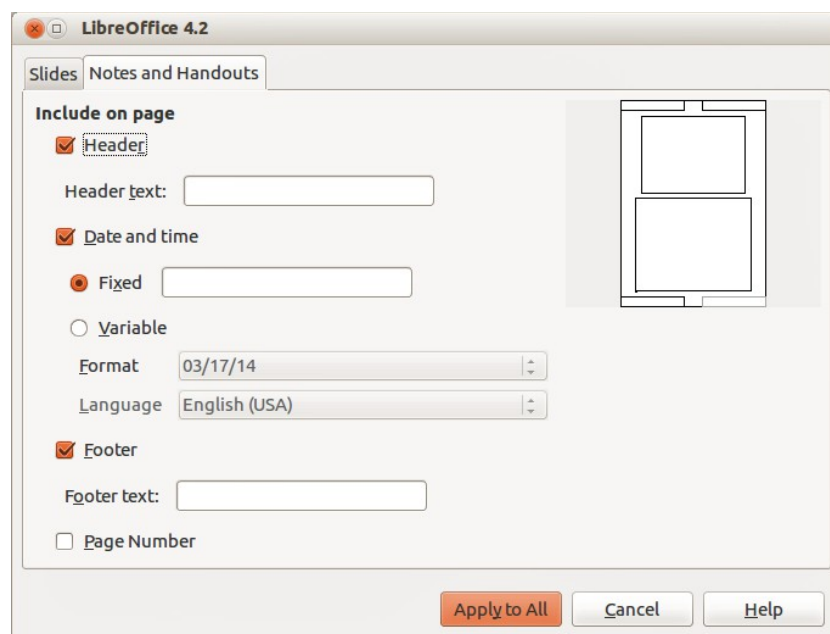 LibreOffice 4.2
Slides Notes and Handouts
Include on page
Header
Header text:
Date and time
Fixed
Variable
Format 03/17/14
Language English (USA)
Footer
Footer text:
Page Number
Apply to All Cancel Help